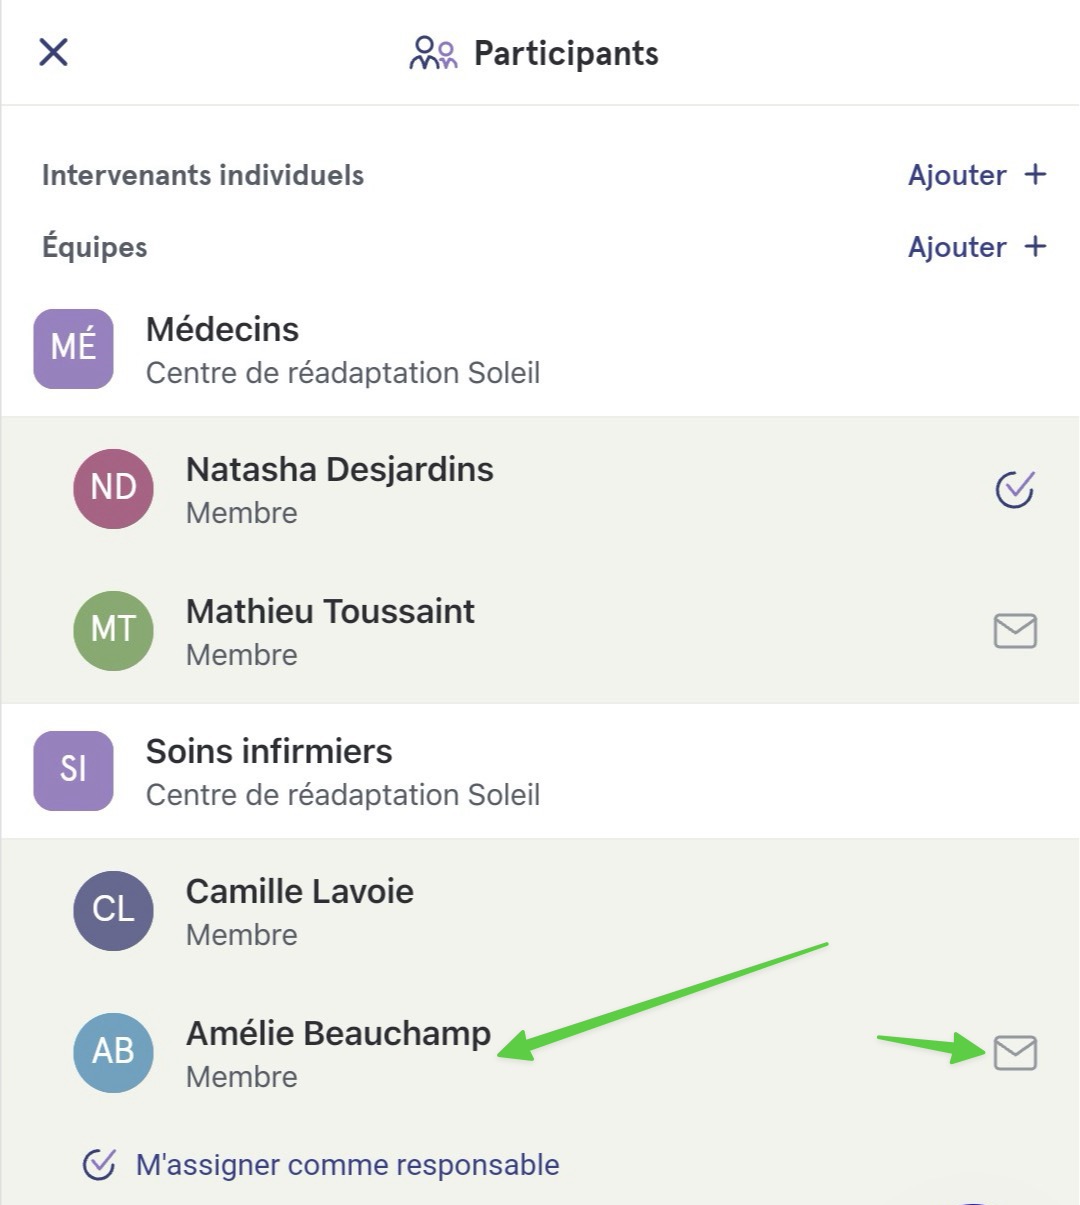 Participants
Intervenants individuels
Ajouter +
Équipes
Ajouter +
MÉ
Médecins
Centre de réadaptation Soleil
ND
Natasha Desjardins
Membre
MT
Mathieu Toussaint
Membre
SI
Soins infirmiers
Centre de réadaptation Soleil
CL
Camille Lavoie
Membre
AB
Amélie Beauchamp
Membre
M'assigner comme responsable